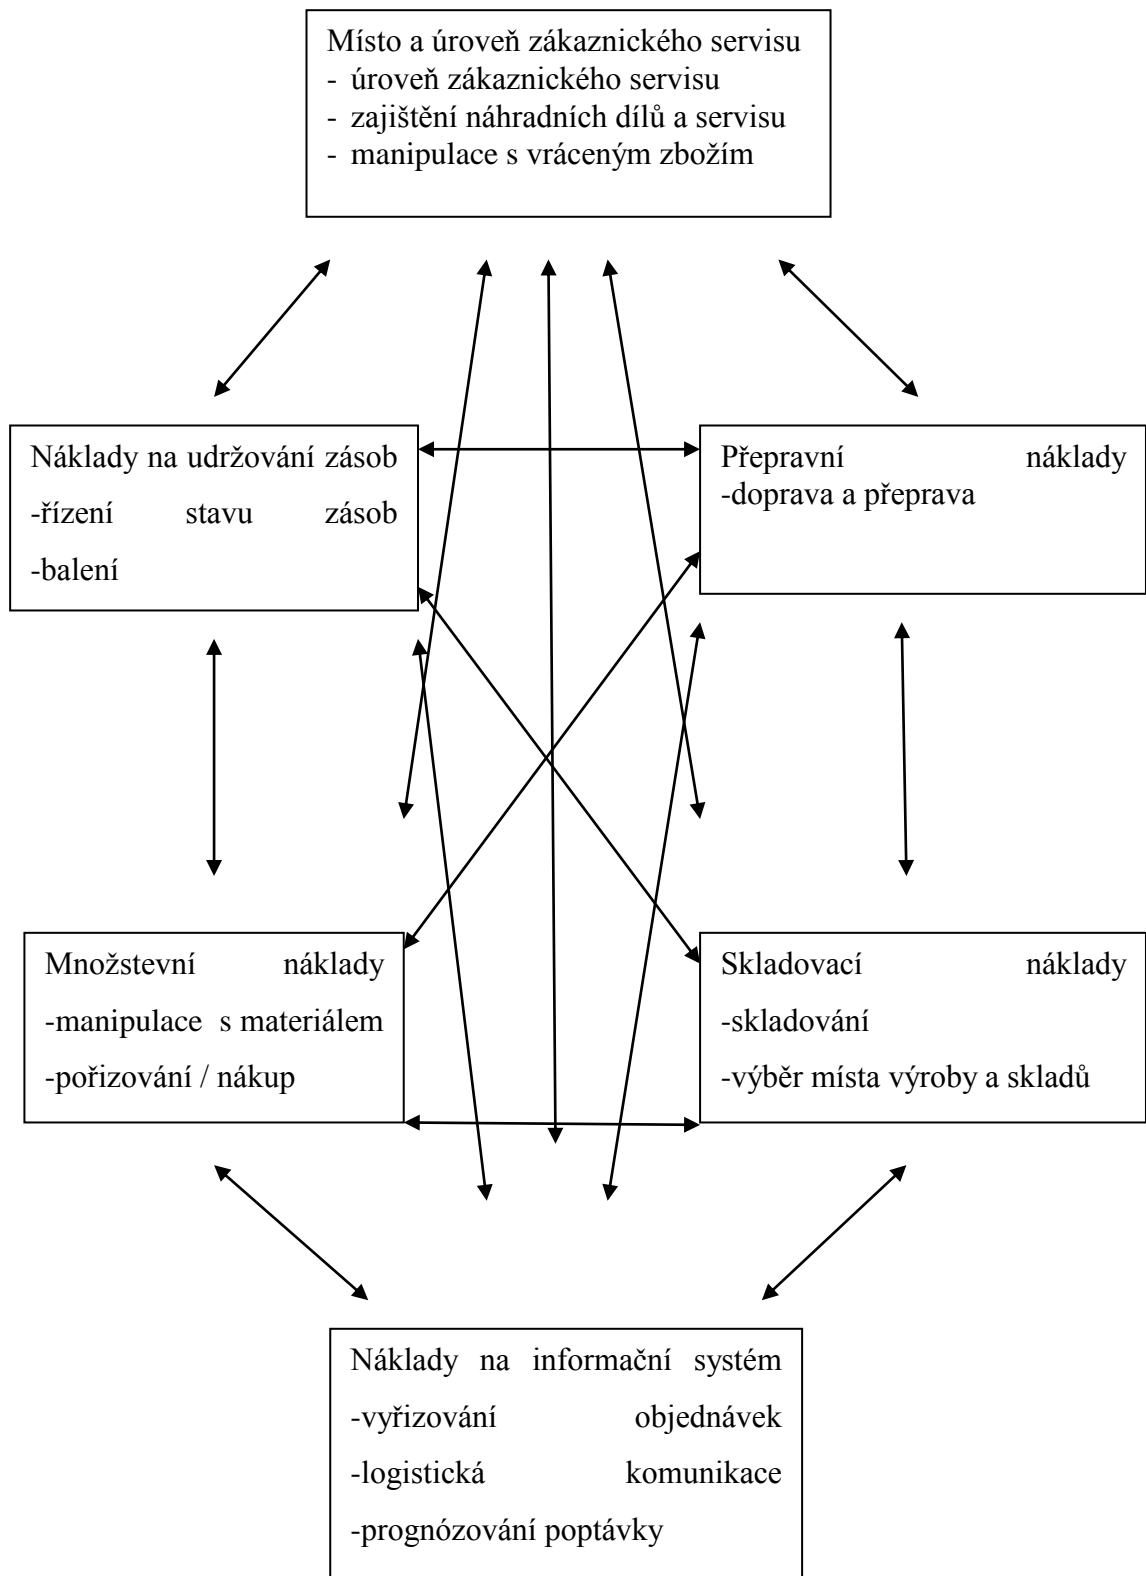 Místo a úroveň zákaznického servisu
- úroveň zákaznického servisu
- zajištění náhradních dílů a servisu
- manipulace s vráceným zbožím
Náklady na udržování zásob
-řízení stavu zásob
-balení
Přepravní náklady
-doprava a přeprava
Množstevní náklady
-manipulace s materiálem
-pořizování / nákup
Skladovací náklady
-skladování
-výběr místa výroby a skladů
Náklady na informační systém
-vyřizování objednávek
-logistická komunikace
-prognózování poptávky